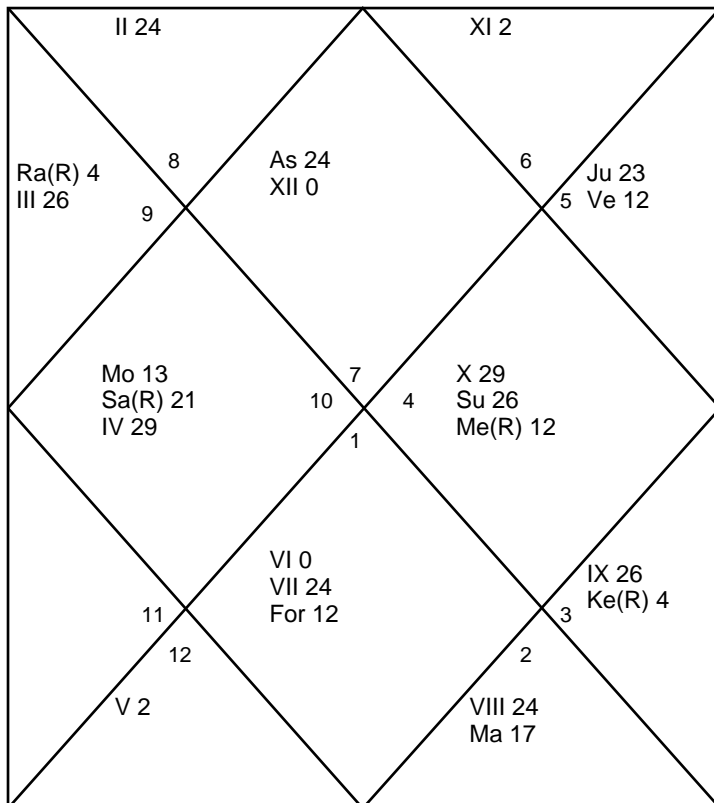 II 24
XI 2
8
As 24
XII 0
6
Ra(R) 4
III 26
Ju 23
Ve 12
9
5
Mo 13
Sa(R) 21
IV 29
7
10
4
1
X 29
Su 26
Me(R) 12
VI 0
VII 24
For 12
IX 26
Ke(R) 4
11
3
12
2
V 2
VIII 24
Ma 17